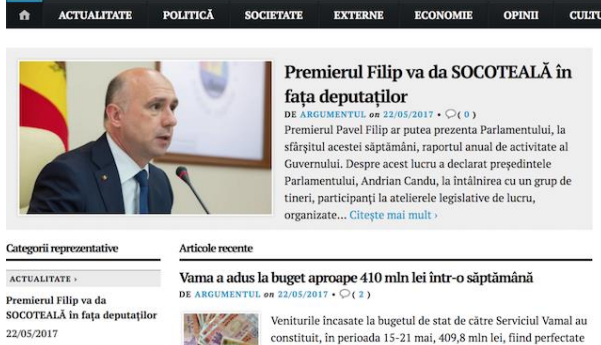 ACTUALITATE POLITICĂ SOCIETATE EXTERNE ECONOMIE OPINII
Premierul Filip va da SOCOTEALĂ în
fața deputaților
DE ARGUMENTUL on 22/05/2017 • ( 0 )
Premierul Pavel Filip ar putea prezenta Parlamentului, la
sfârșitul acestei săptămâni, raportul anual de activitate al
Guvernului. Despre acest lucru a declarat președintele
Parlamentului, Andrian Candu, la întâlnirea cu un grup de
tineri, participanți la atelierele legislative de lucru,
organizate... Citește mai mult ›
Categorii reprezentative
ACTUALITATE ›
Premierul Filip va da
SOCOTEALĂ în fața deputaților
22/05/2017
Articole recente
Vama a adus la buget aproape 410 mln lei într-o săptămână
DE ARGUMENTUL on 22/05/2017 • ( 2 )
Veniturile încasate la bugetul de stat de către Serviciul Vamal au
constituit, în perioada 15-21 mai, 409,8 mln lei, fiind perfectate